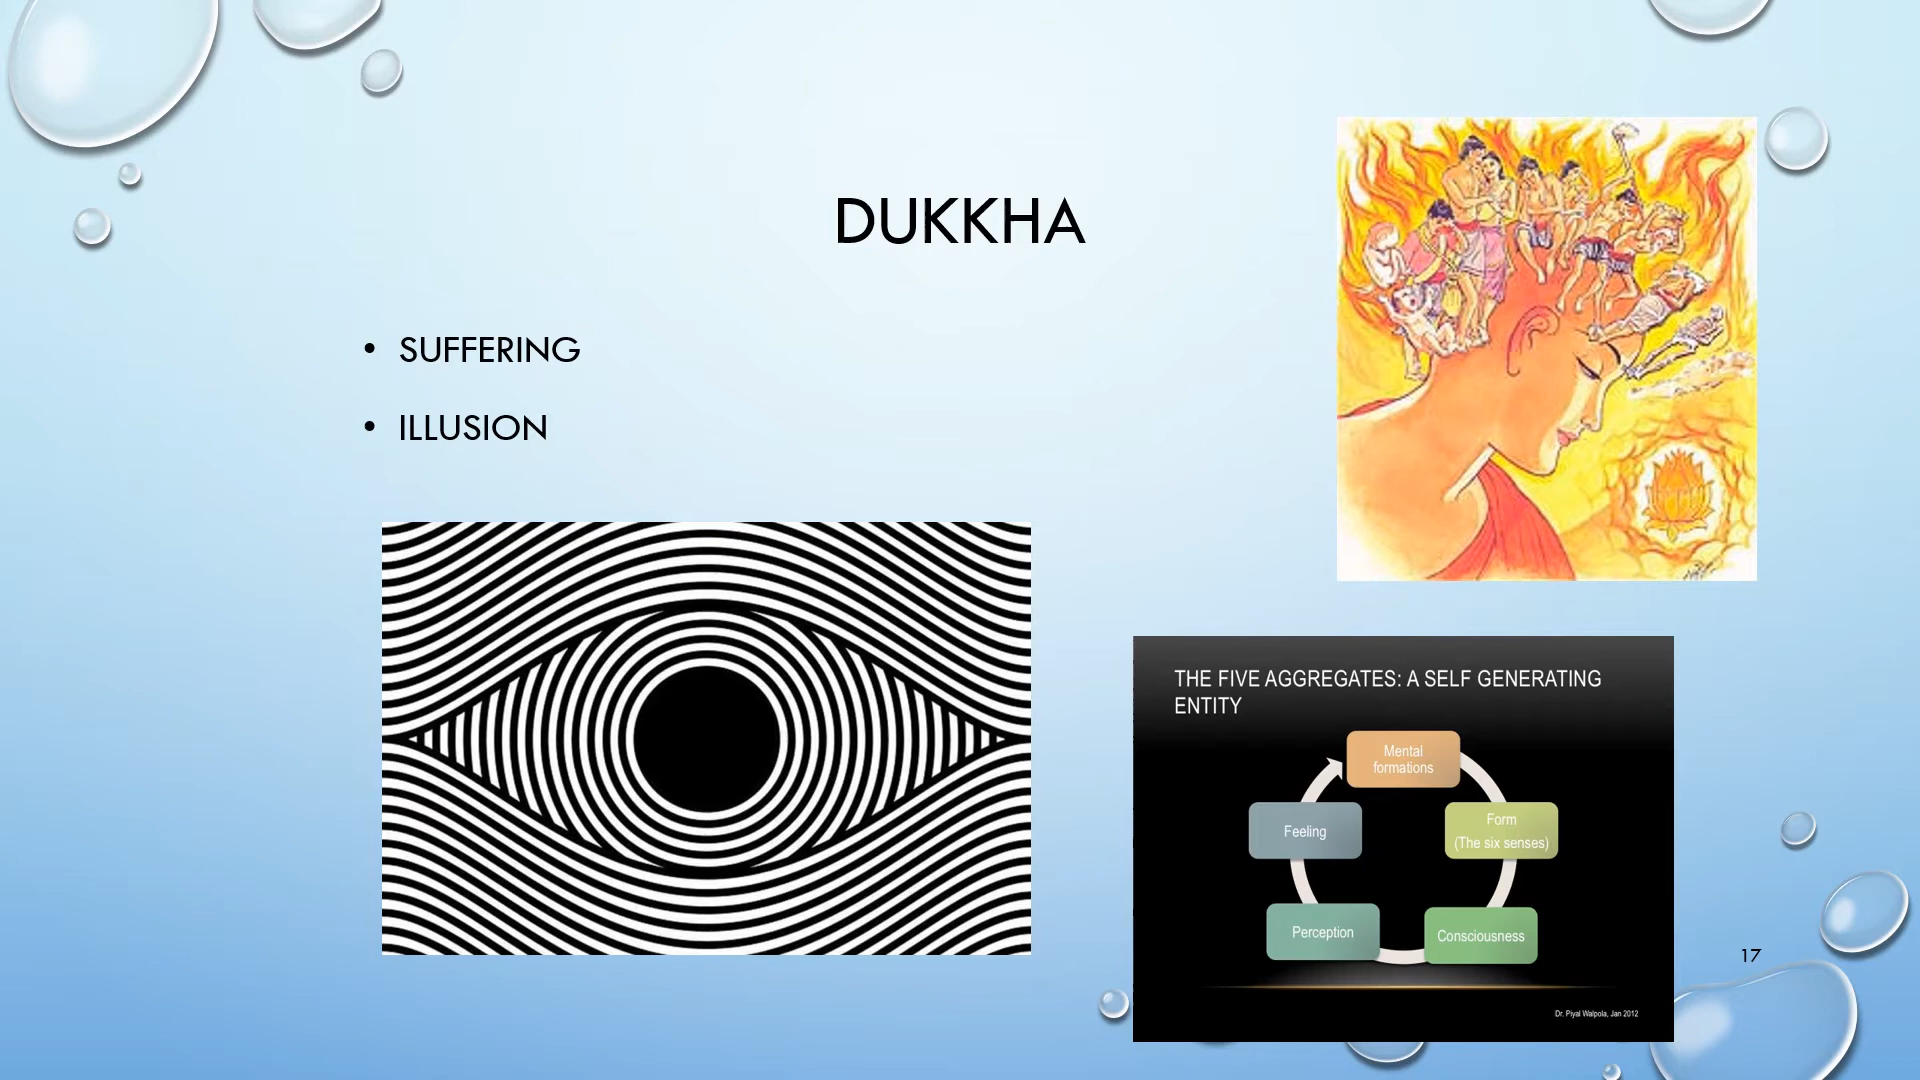 DUKKHA
• SUFFERING
• ILLUSION
THE FIVE AGGREGATES: A SELF GENERATING
ENTITY
Mental
formations
Form
(The six senses)
Consciousness
Perception
Feeling
Dr. Piyal Walpola, Jan 2012
17